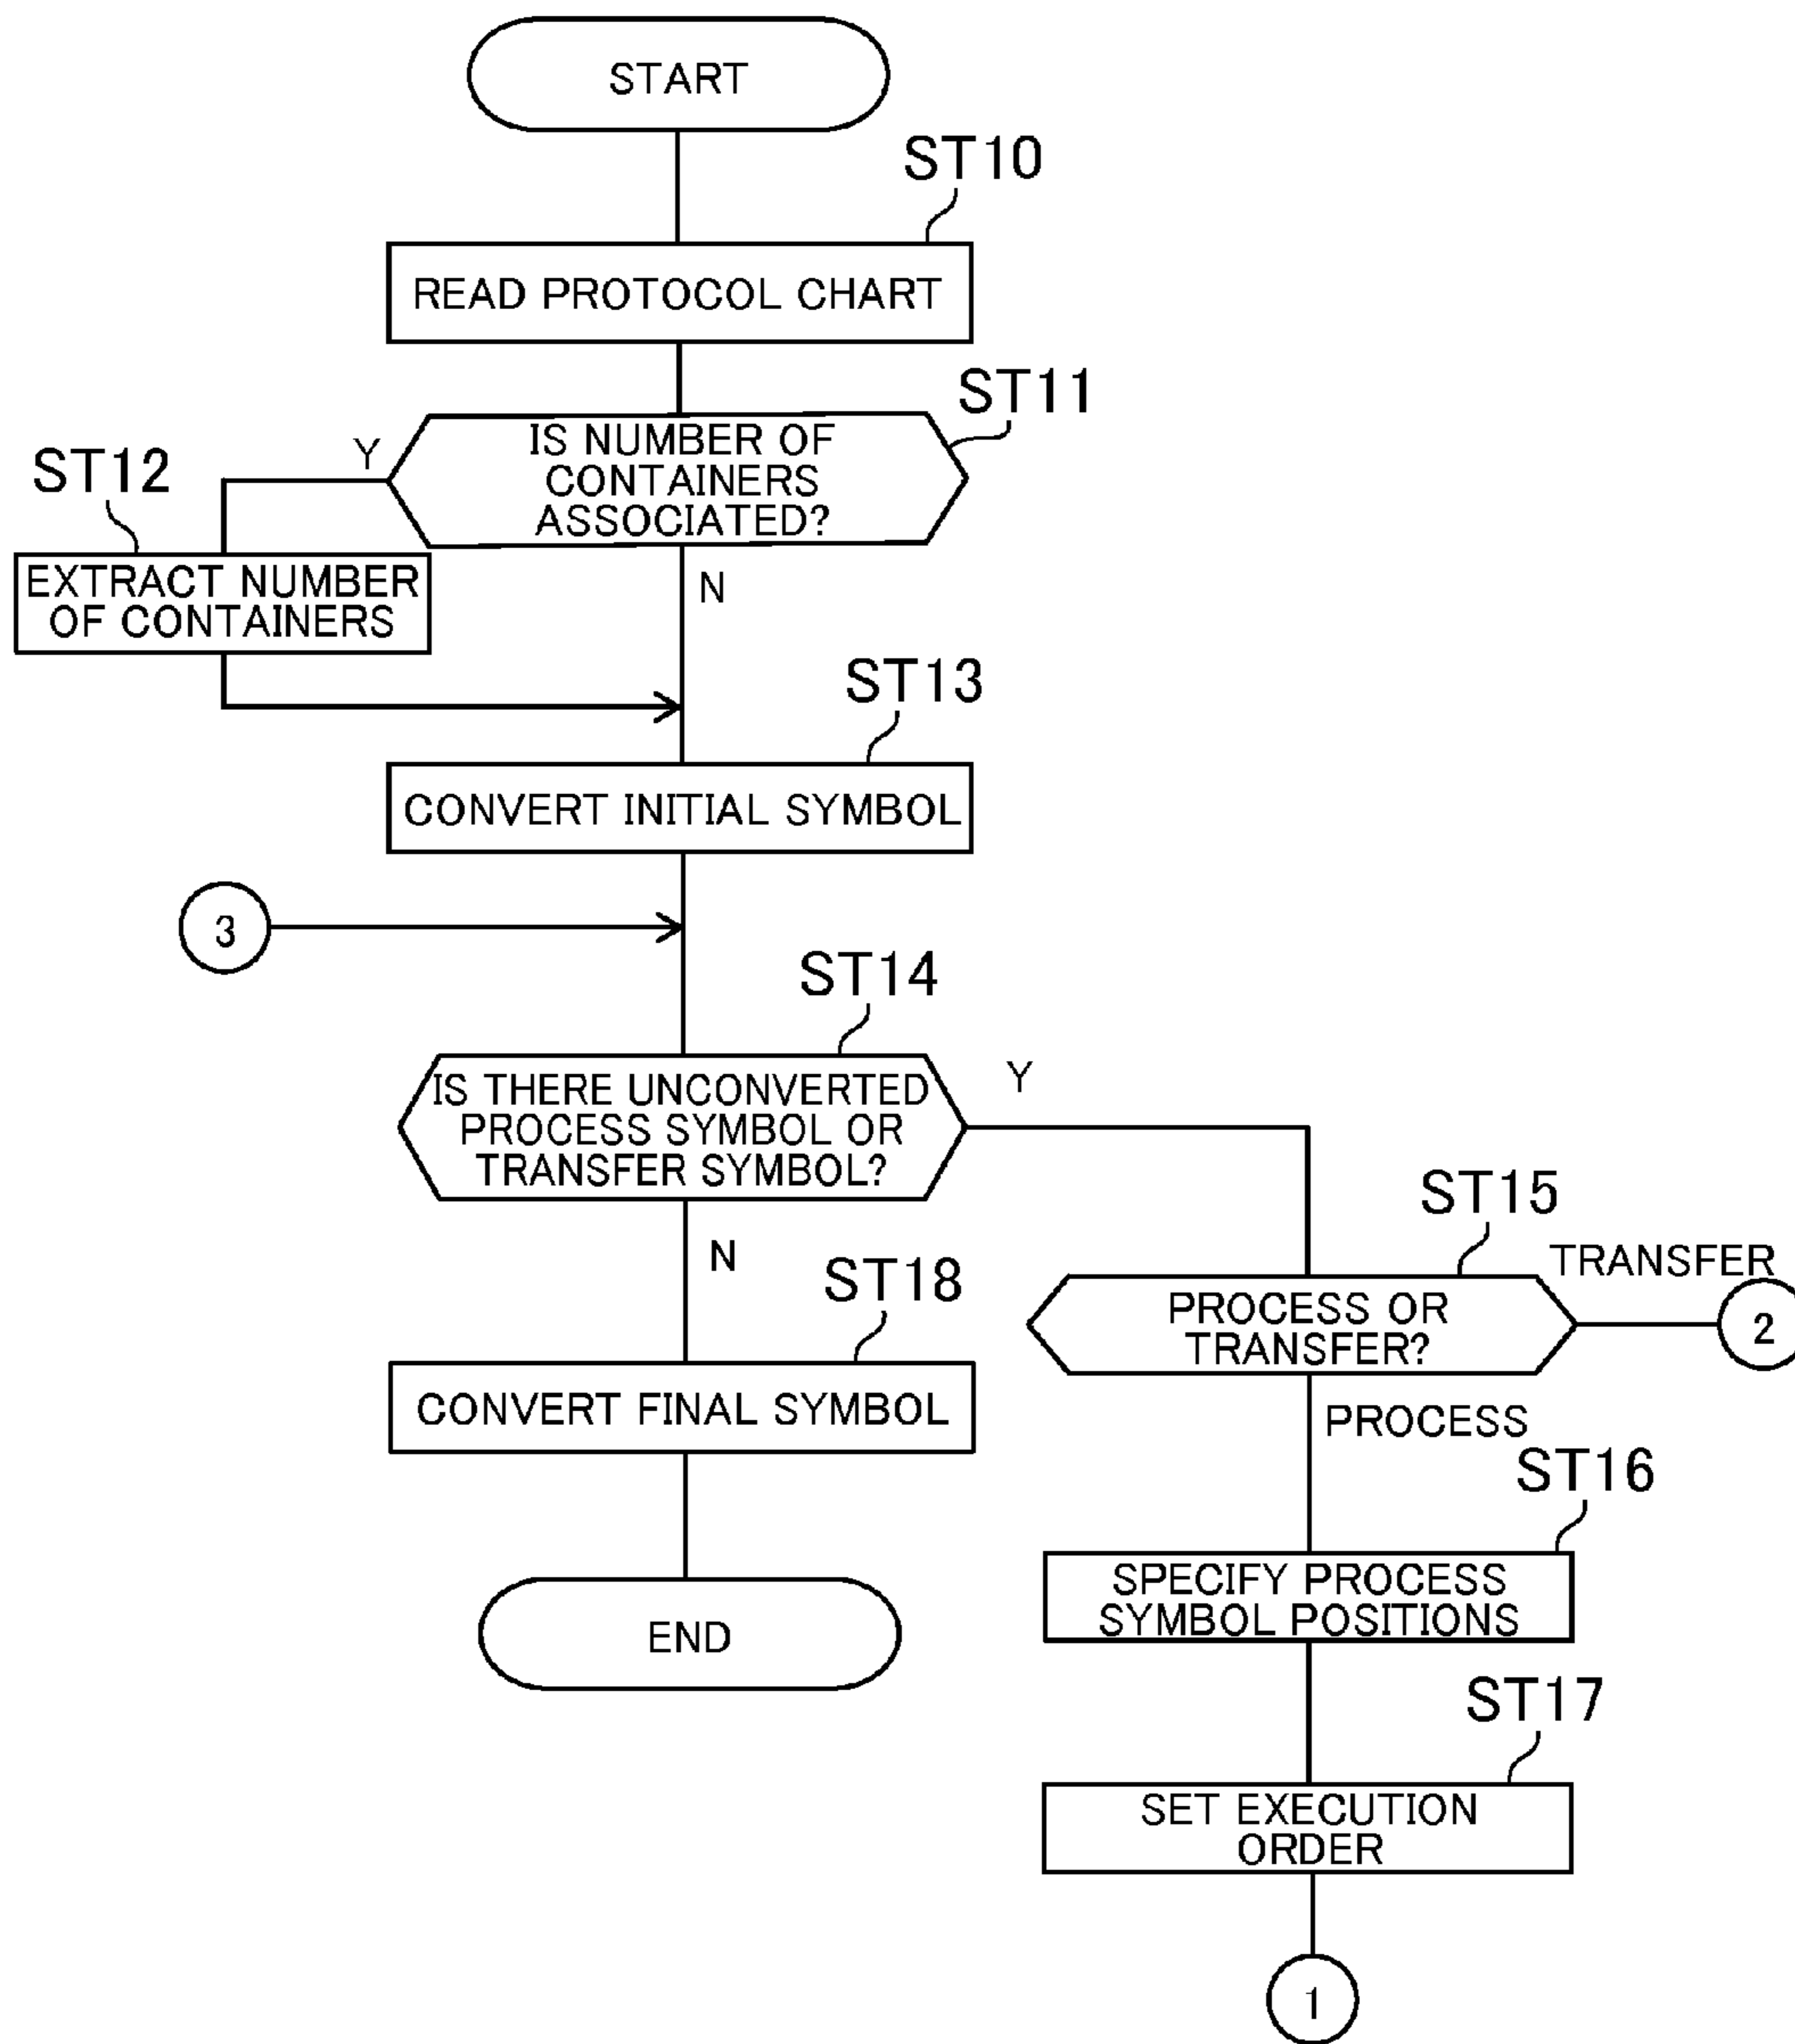 START
ST10
READ PROTOCOL CHART
ST11
IS NUMBER OF
CONTAINERS
ASSOCIATED?
Y
ST12
EXTRACT NUMBER
OF CONTAINERS
N
ST13
CONVERT INITIAL SYMBOL
3
ST14
IS THERE UNCONVERTED
PROCESS SYMBOL OR
TRANSFER SYMBOL?
Y
N
ST15
PROCESS OR
TRANSFER?
TRANSFER
2
ST18
CONVERT FINAL SYMBOL
END
PROCESS
ST16
SPECIFY PROCESS
SYMBOL POSITIONS
ST17
SET EXECUTION
ORDER
1